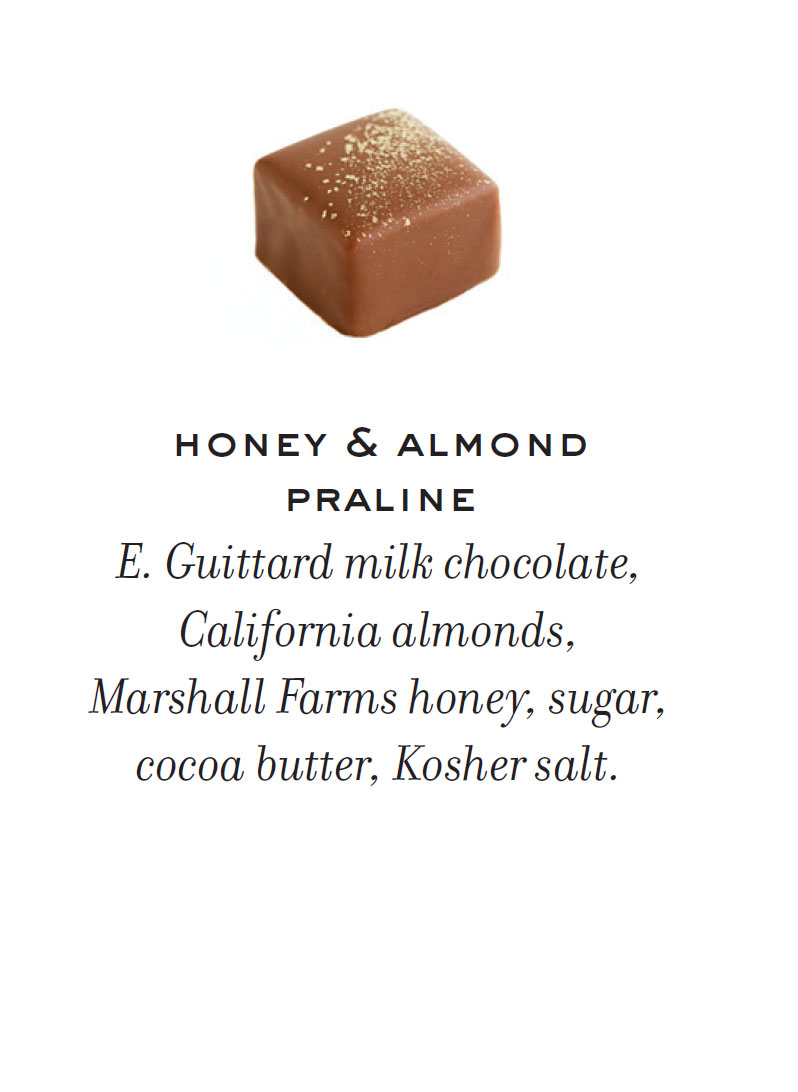 HONEY & ALMOND
PRALINE
E. Guittard milk chocolate,
California almonds,
Marshall Farms honey, sugar,
cocoa butter, Kosher salt.